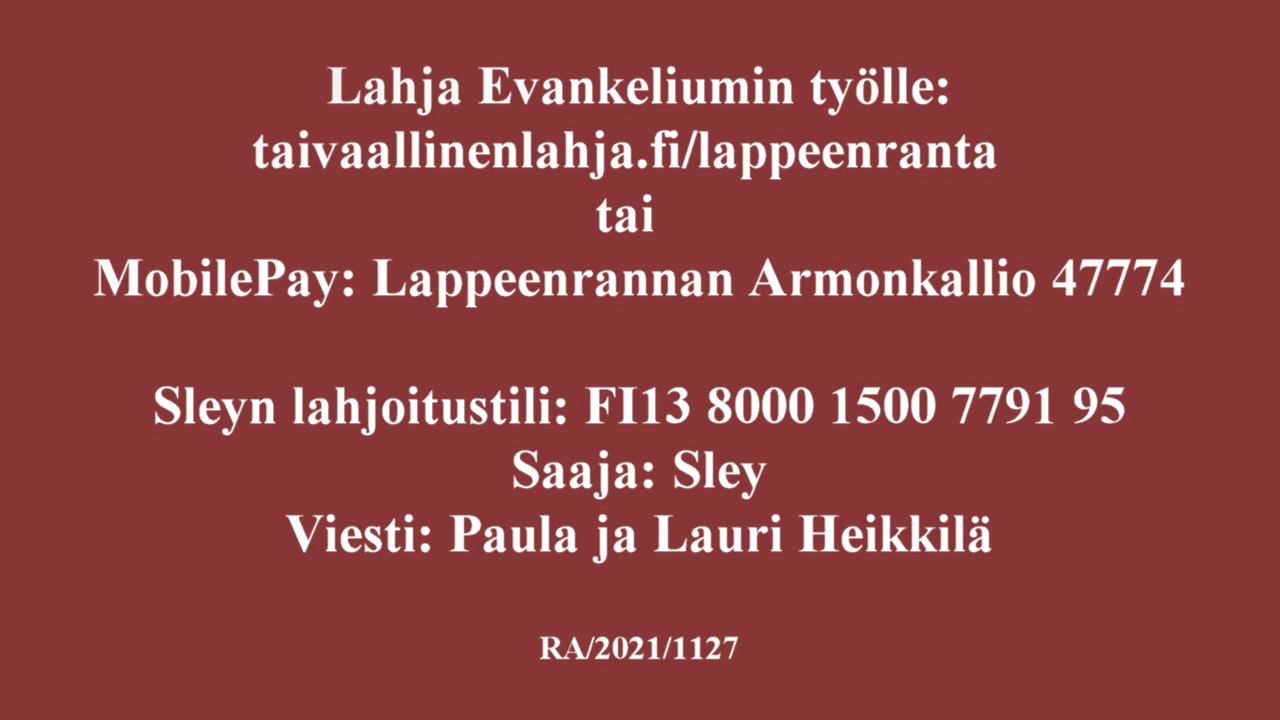 Lahja Evankeliumin työlle:
taivaallinenlahja.fi/lappeenranta
tai
MobilePay: Lappeenrannan Armonkallio 47774
Sleyn lahjoitustili: FI13 8000 1500 7791 95
Saaja: Sley
Viesti: Paula ja Lauri Heikkilä
RA/2021/1127